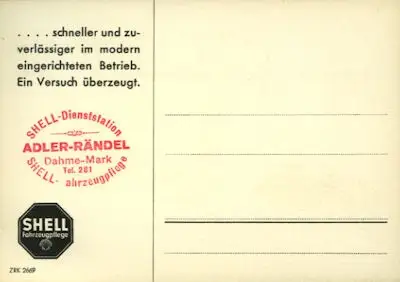 . . . . schneller und zu-
verlässiger im modern
eingerichteten Betrieb.
Ein Versuch überzeugt.
SHELL-Dienststation
ADLER-RÄNDEL
Dahme-Mark
Tel. 281
SHELL- ahrzeugpflege
SHELL
Fahrzeugpflege
ZRK 2669